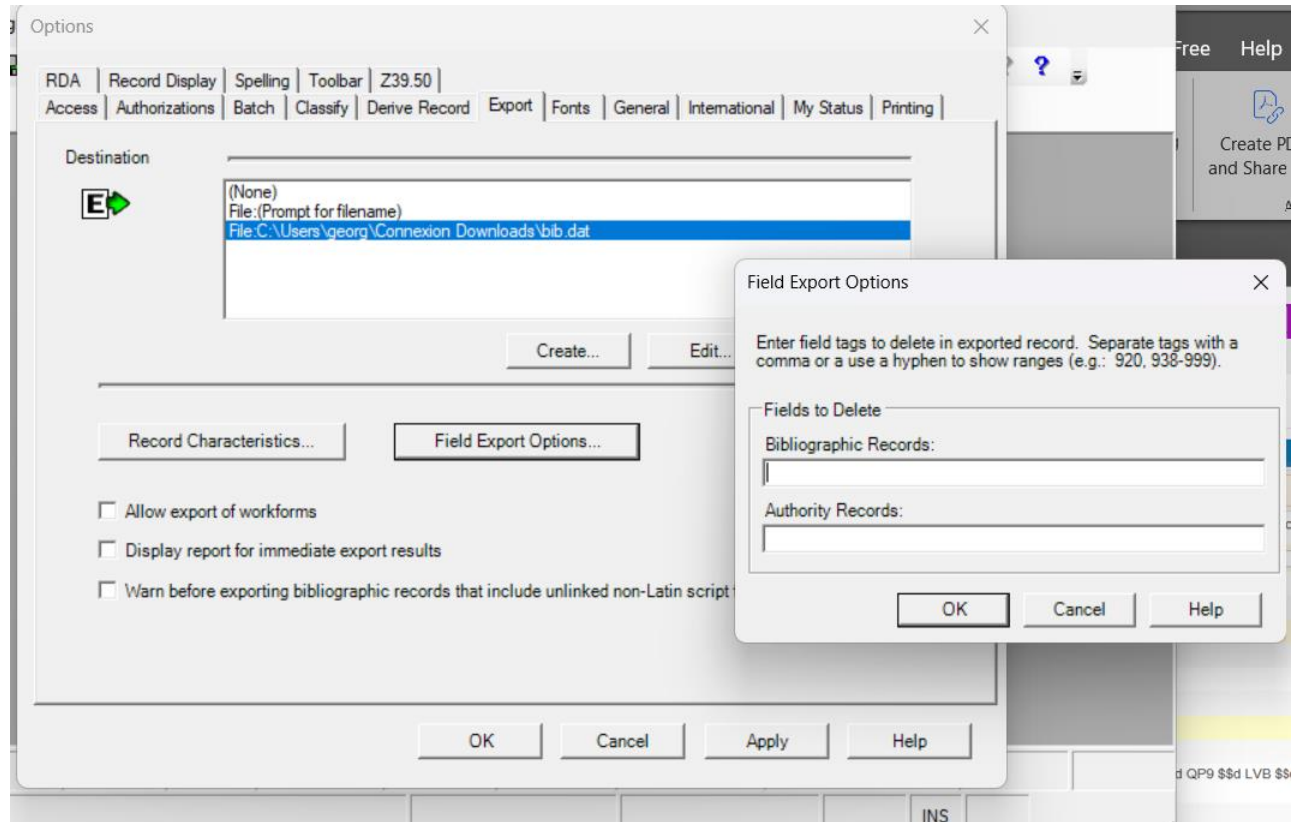 Options
RDA
Record Display
Spelling
Toolbar
Z39.50
Access
Authorizations
Batch
Classify
Derive Record
Export
Fonts
General
International
My Status
Printing
Destination
E
(None)
File:(Prompt for filename)
File:C:\Users\georg\Connexion Downloads\bib.dat
Create...
Edit...
Record Characteristics...
Field Export Options...
Allow export of workforms
Display report for immediate export results
Warn before exporting bibliographic records that include unlinked non-Latin script
OK
Cancel
Apply
Help
Field Export Options
Enter field tags to delete in exported record. Separate tags with a
comma or a use a hyphen to show ranges (e.g.: 920, 938-999).
Fields to Delete
Bibliographic Records:
Authority Records:
OK
Cancel
Help
?
Free
Help
Create PD
and Share
d QP9 $$d LVB $$
INS